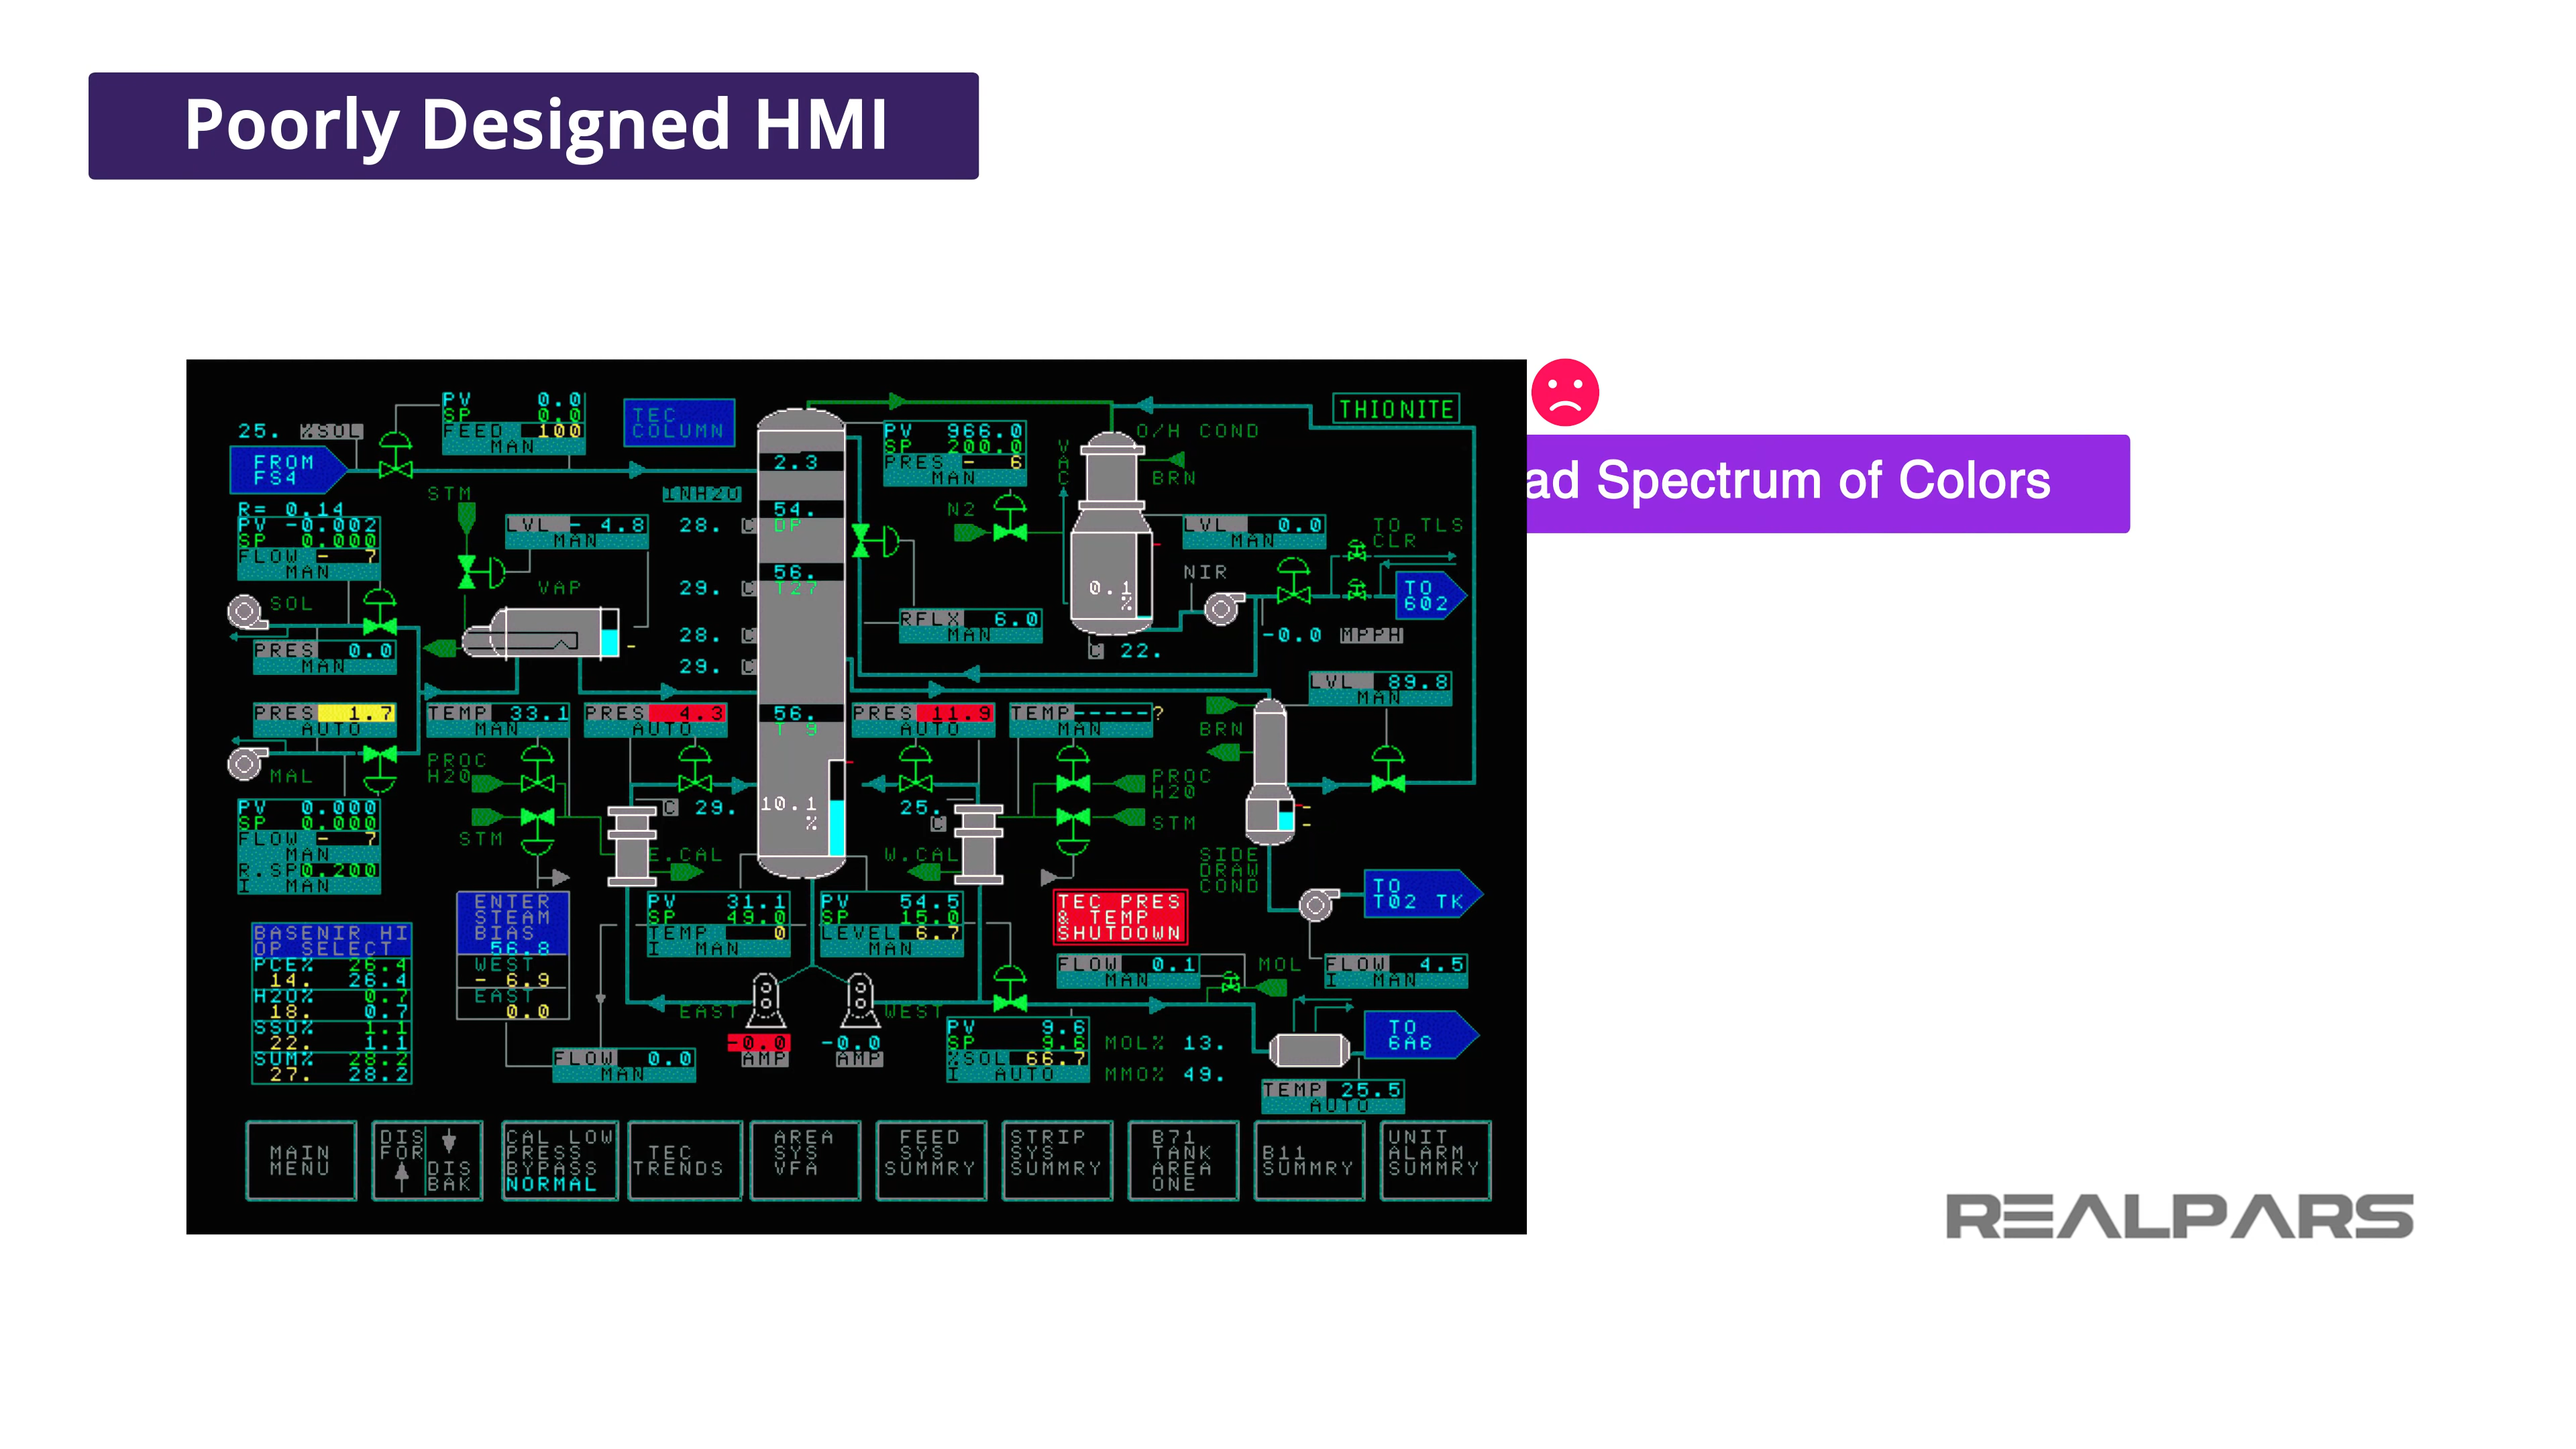 Poorly Designed HMI
ad Spectrum of Colors
PV 0.0
SP 0.0
FEED 100
MAN
25. %SOL
FROM
FS4
TEC
COLUMN
2.3
PV 966.0
SP 200.0
PRES - 6
MAN
VAC
O/H COND
BRN
THIONITE
STM
INH2O
R= 0.14
PV -0.002
SP 0.000
FLOW - 7
MAN
LVL - 4.8
MAN
28. C
54.
DP
N2
LVL 0.0
MAN
TO TLS
CLR
VAP
29. C
56.
T27
0.1
%
NIR
TO
602
SOL
PRES 0.0
MAN
28. C
29. C
RFLX 6.0
MAN
C 22.
-0.0 MPPH
LVL 89.8
MAN
PRES 1.7
AUTO
TEMP 33.1
MAN
PRES 4.3
AUTO
56.
T 9
PRES 11.9
AUTO
TEMP-----?
MAN
BRN
MAL
PROC
H20
PROC
H20
PV 0.000
SP 0.000
FLOW - 7
MAN
R.SP0.200
I MAN
STM
C 29.
10.1
%
25.
C
STM
E.CAL
W.CAL
SIDE
DRAW
COND
ENTER
STEAM
BIAS
56.8
WEST
- 6.9
EAST
0.0
PV 31.1
SP 49.0
TEMP 0
I MAN
PV 54.5
SP 15.0
LEVEL 6.7
MAN
TEC PRES
& TEMP
SHUTDOWN
TO
T02 TK
BASENIR HI
OP SELECT
PCE% 26.4
14. 26.4
H2O% 0.7
18. 0.7
SSO% 1.1
22. 1.1
SUM% 28.2
27. 28.2
FLOW 0.1
MAN
MOL
FLOW 4.5
I MAN
EAST
WEST
-0.0
AMP
-0.0
AMP
FLOW 0.0
MAN
PV 9.6
SP 9.6
%SOL 66.7
I AUTO
MOL% 13.
MMO% 49.
TO
6A6
TEMP 25.5
AUTO
MAIN
MENU
DIS
FOR
DIS
BAK
CAL LOW
PRESS
BYPASS
NORMAL
TEC
TRENDS
AREA
SYS
VFA
FEED
SYS
SUMMRY
STRIP
SYS
SUMMRY
B71
TANK
AREA
ONE
B11
SUMMRY
UNIT
ALARM
SUMMRY
REALPARS